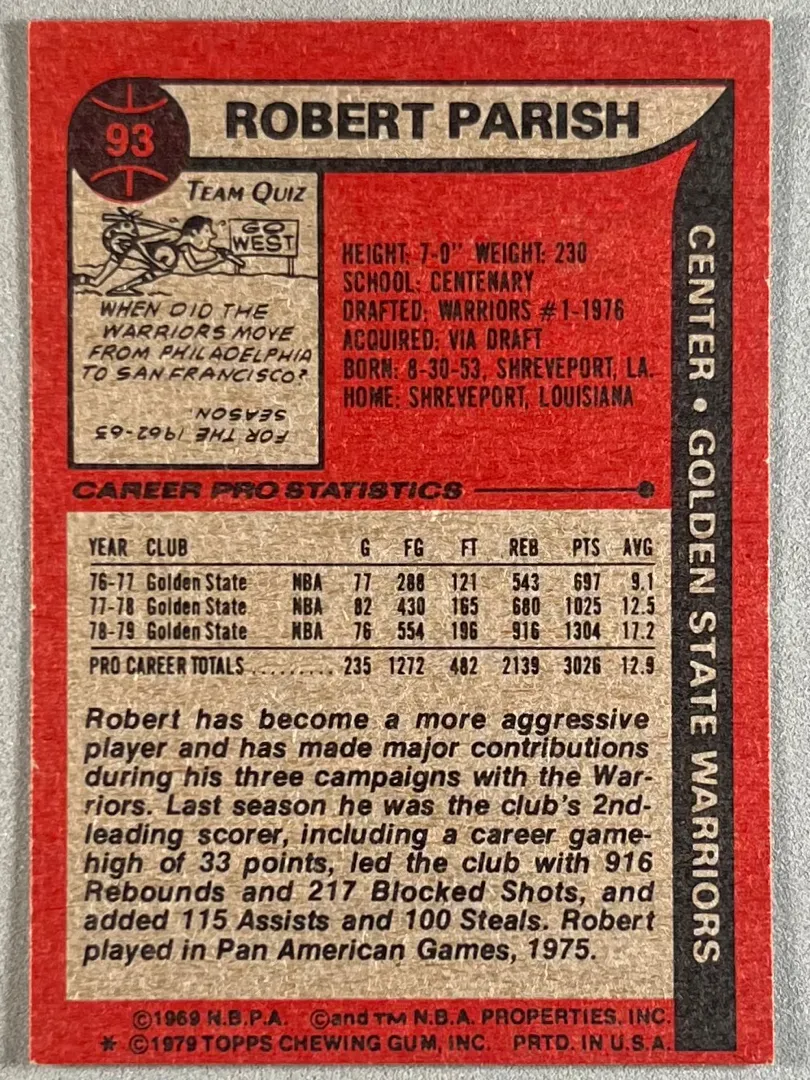 93
ROBERT PARISH
TEAM QUIZ
GO
WEST
WHEN DID THE
WARRIORS MOVE
FROM PHILADELPHIA
TO SAN FRANCISCO?
FOR THE 1962-63
SEASON.
HEIGHT: 7-0" WEIGHT: 230
SCHOOL: CENTENARY
DRAFTED: WARRIORS #1-1976
ACQUIRED: VIA DRAFT
BORN: 8-30-53, SHREVEPORT, LA.
HOME: SHREVEPORT, LOUISIANA
CENTER • GOLDEN STATE WARRIORS
CAREER PRO STATISTICS
YEAR CLUB G FG FT REB PTS AVG
76-77 Golden State NBA 77 288 121 543 697 9.1
77-78 Golden State NBA 82 430 165 680 1025 12.5
78-79 Golden State NBA 76 554 196 916 1304 17.2
PRO CAREER TOTALS .......... 235 1272 482 2139 3026 12.9
Robert has become a more aggressive
player and has made major contributions
during his three campaigns with the War-
riors. Last season he was the club's 2nd-
leading scorer, including a career game-
high of 33 points, led the club with 916
Rebounds and 217 Blocked Shots, and
added 115 Assists and 100 Steals. Robert
played in Pan American Games, 1975.
©1969 N.B.P.A. ©and TM N.B.A. PROPERTIES, INC.
* ©1979 TOPPS CHEWING GUM, INC. PRTD. IN U.S.A.